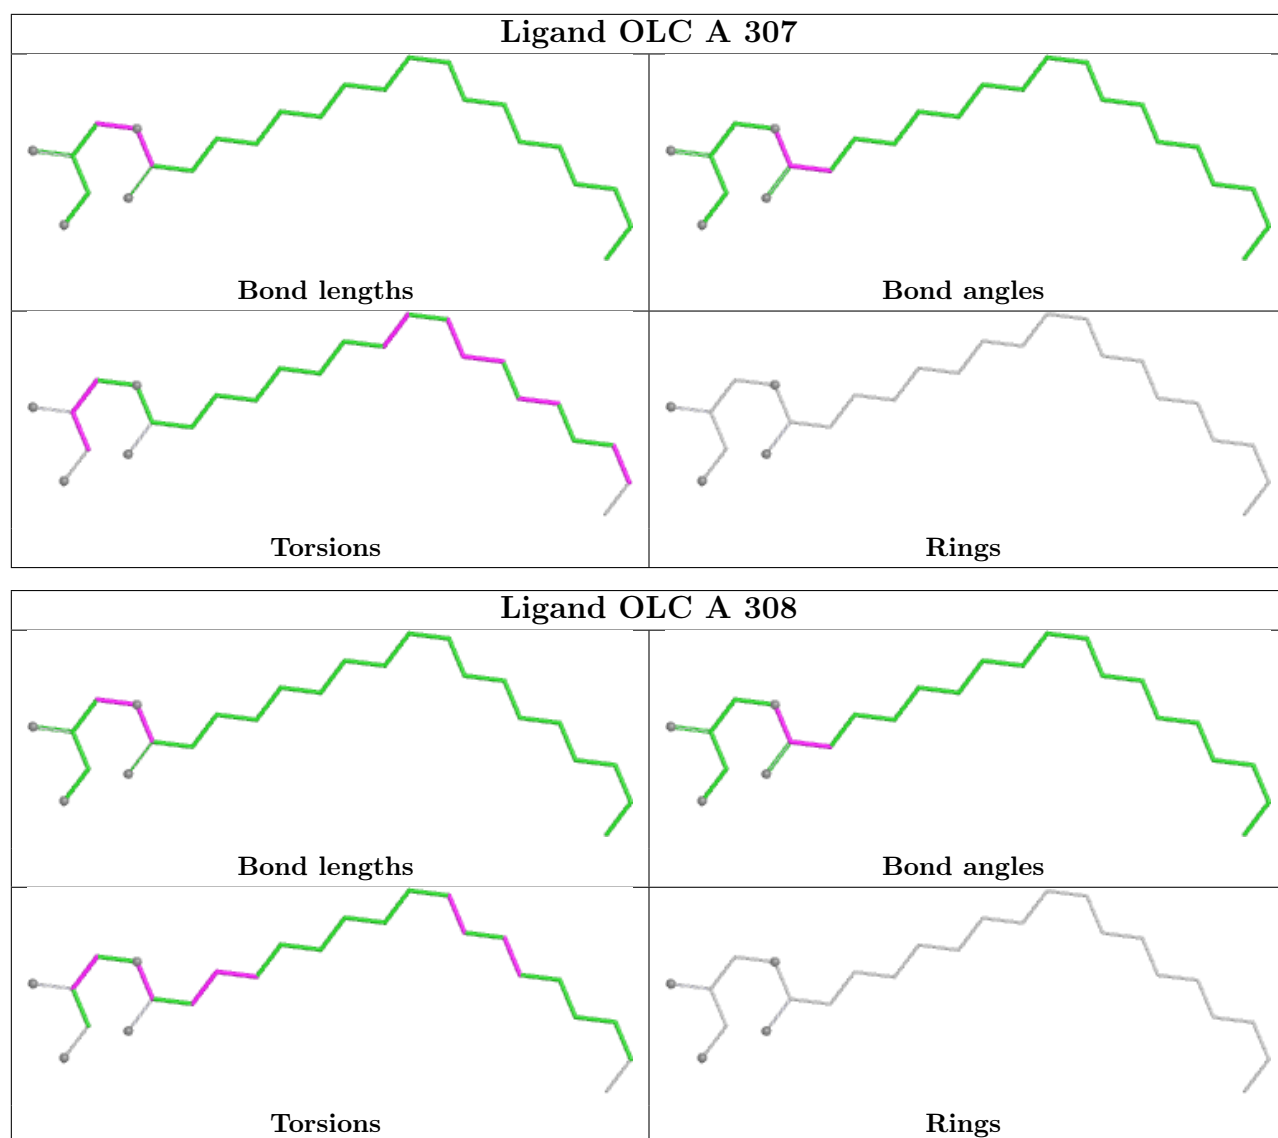 Ligand OLC A 307
Bond lengths
Bond angles
Torsions
Rings
Ligand OLC A 308
Bond lengths
Bond angles
Torsions
Rings